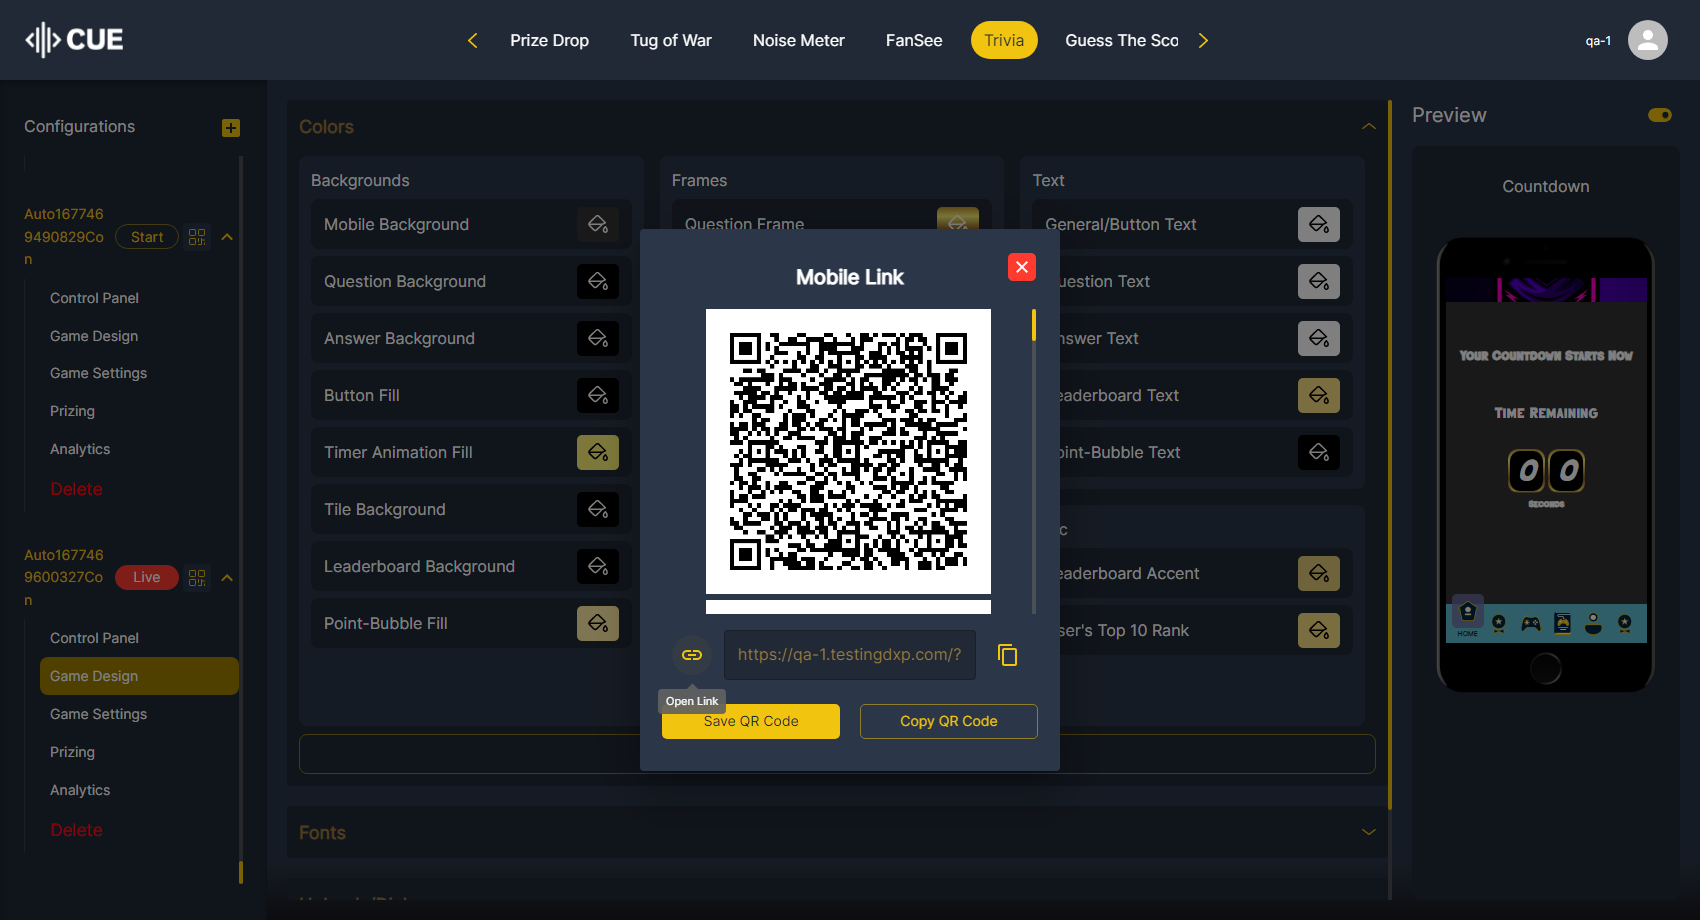 CUE
Prize Drop
Tug of War
Noise Meter
FanSee
Trivia
Guess The Sco
qa-1
Configurations
Auto167746
9490829Co
n
Start
Control Panel
Game Design
Game Settings
Prizing
Analytics
Delete
Auto167746
9600327Co
n
Live
Control Panel
Game Design
Game Settings
Prizing
Analytics
Delete
Colors
Backgrounds
Mobile Background
Question Background
Answer Background
Button Fill
Timer Animation Fill
Tile Background
Leaderboard Background
Point-Bubble Fill
Frames
Question Frame
Text
General/Button Text
uestion Text
nswer Text
eaderboard Text
oint-Bubble Text
c
eaderboard Accent
ser's Top 10 Rank
Fonts
Mobile Link
https://qa-1.testingdxp.com/?
Open Link
Save QR Code
Copy QR Code
Preview
Countdown
Your Countdown Starts Now
Time Remaining
0 0
Seconds
HOME